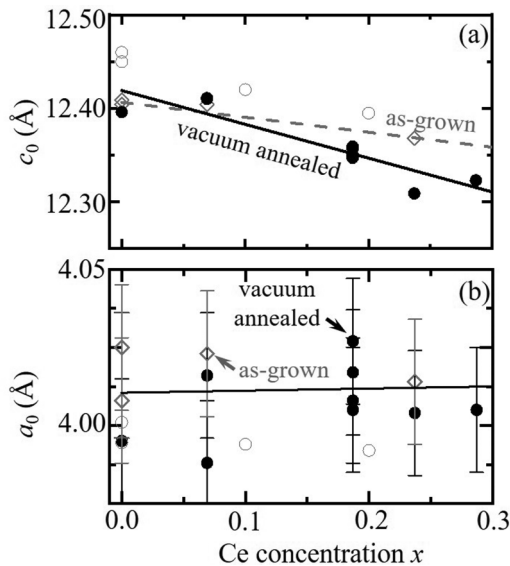 12.50
(a)
12.40
as-grown
vacuum annealed
c0 (Å)
12.30
4.05
(b)
vacuum
annealed
as-grown
a0 (Å)
4.00
0.0 0.1 0.2 0.3
Ce concentration x